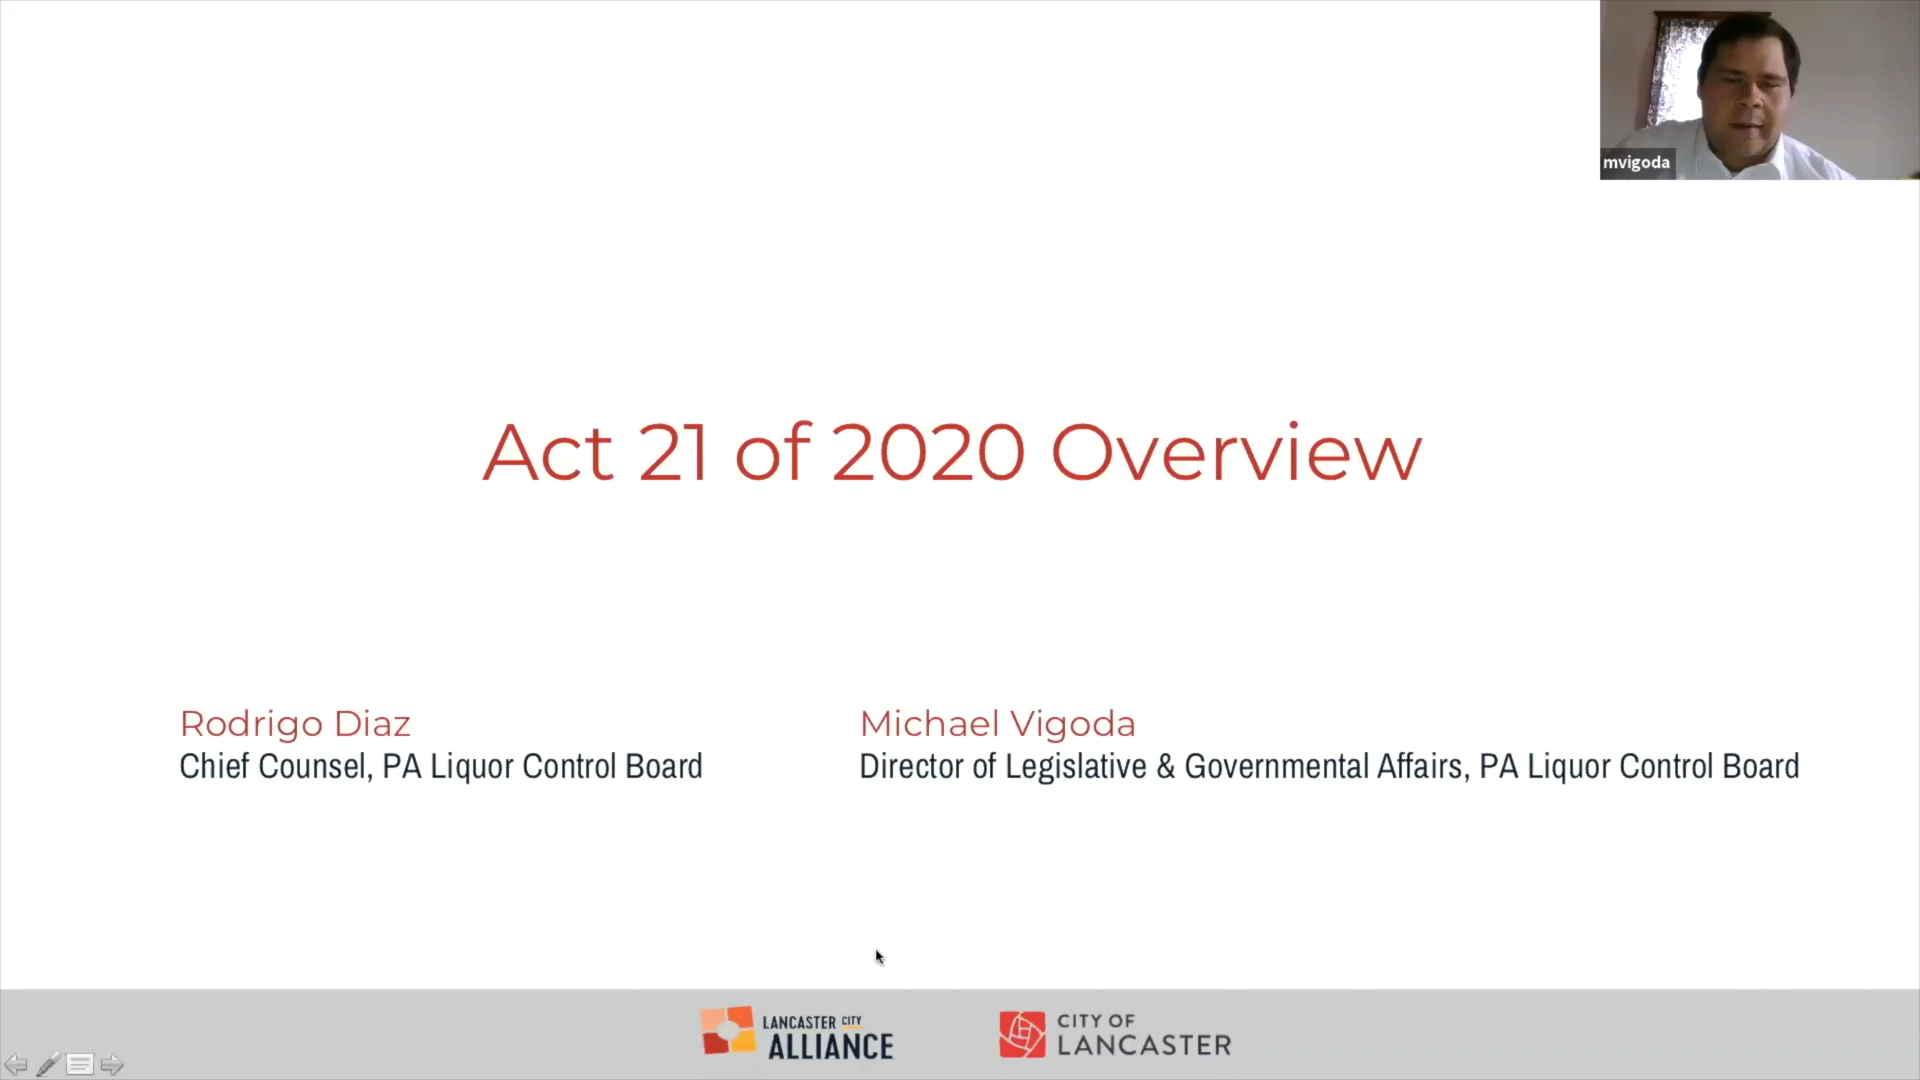 mvigoda
Act 21 of 2020 Overview
Rodrigo Diaz
Chief Counsel, PA Liquor Control Board
Michael Vigoda
Director of Legislative & Governmental Affairs, PA Liquor Control Board
LANCASTER CITY
ALLIANCE
CITY OF
LANCASTER